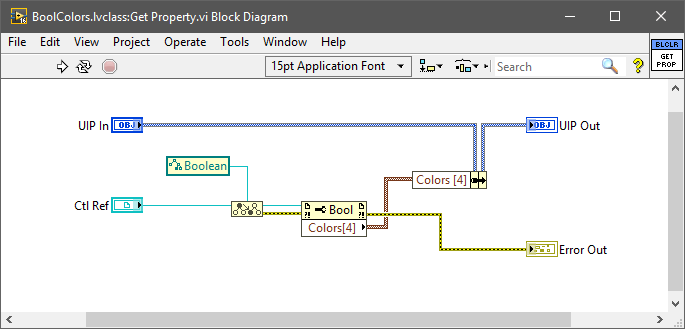 BoolColors.lvclass:Get Property.vi Block Diagram
File Edit View Project Operate Tools Window Help
BLCLR
GET
PROP
15pt Application Font
Search
?
UIP In
OBJ
OBJ
UIP Out
Boolean
Colors [4]
Ctl Ref
Bool
Colors[4]
Error Out